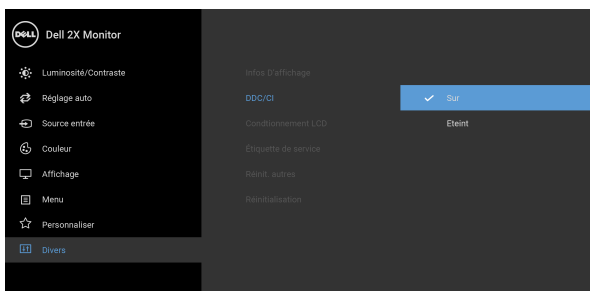 DELL Dell 2X Monitor
Luminosité/Contraste
Réglage auto
Source entrée
Couleur
Affichage
Menu
Personnaliser
Divers
Infos D'affichage
DDC/CI
Condtionnement LCD
Étiquette de service
Réinit. autres
Réinitialisation
Sur
Eteint